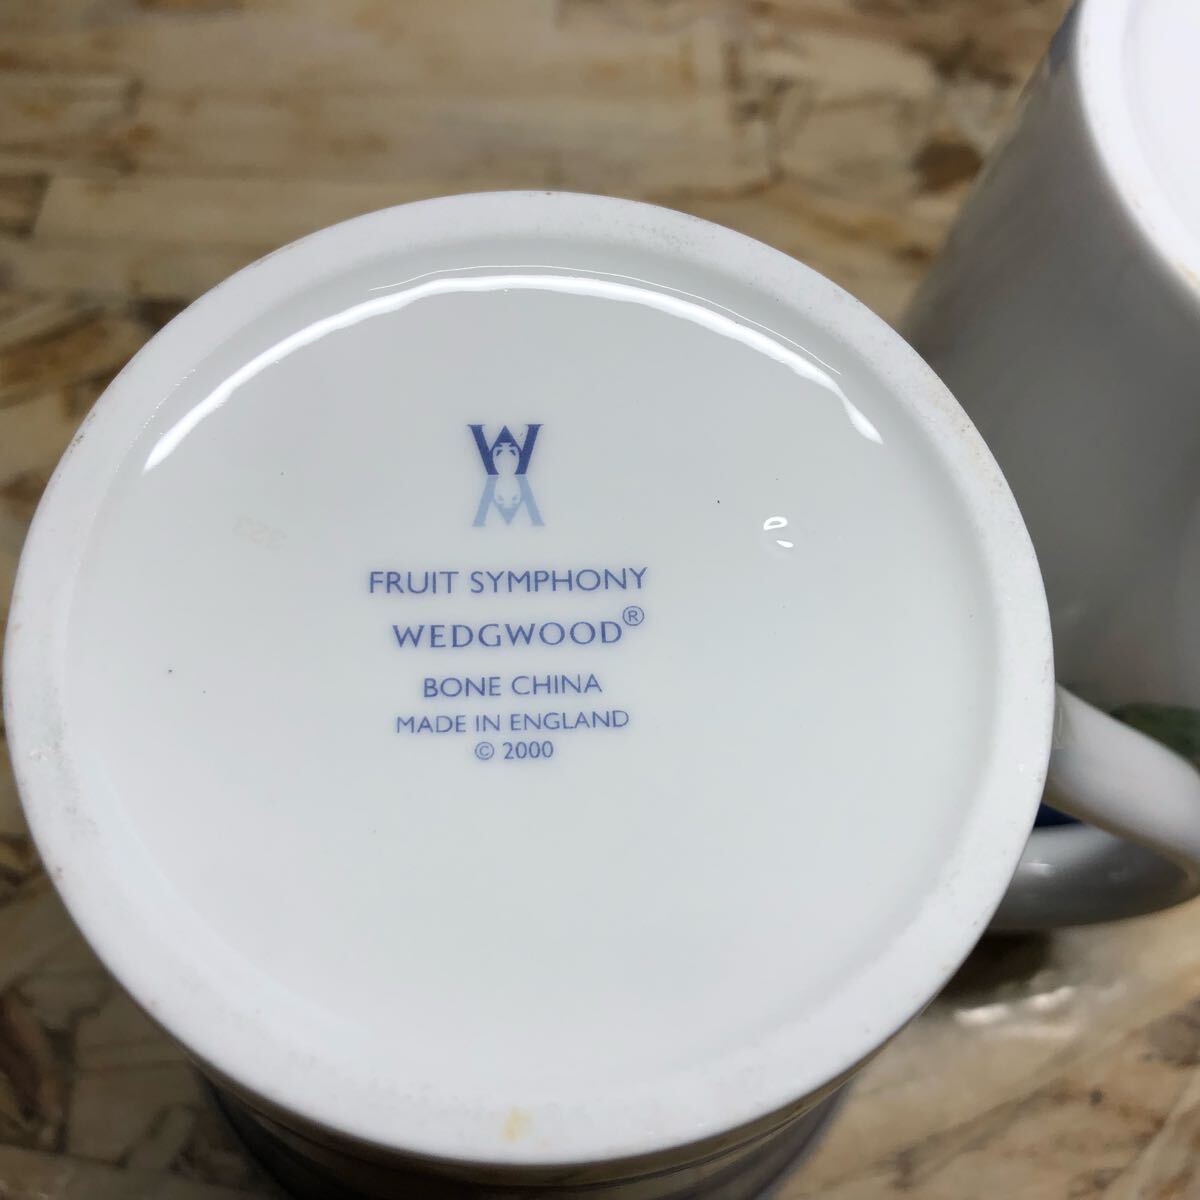 W
FRUIT SYMPHONY
WEDGWOOD®
BONE CHINA
MADE IN ENGLAND
© 2000